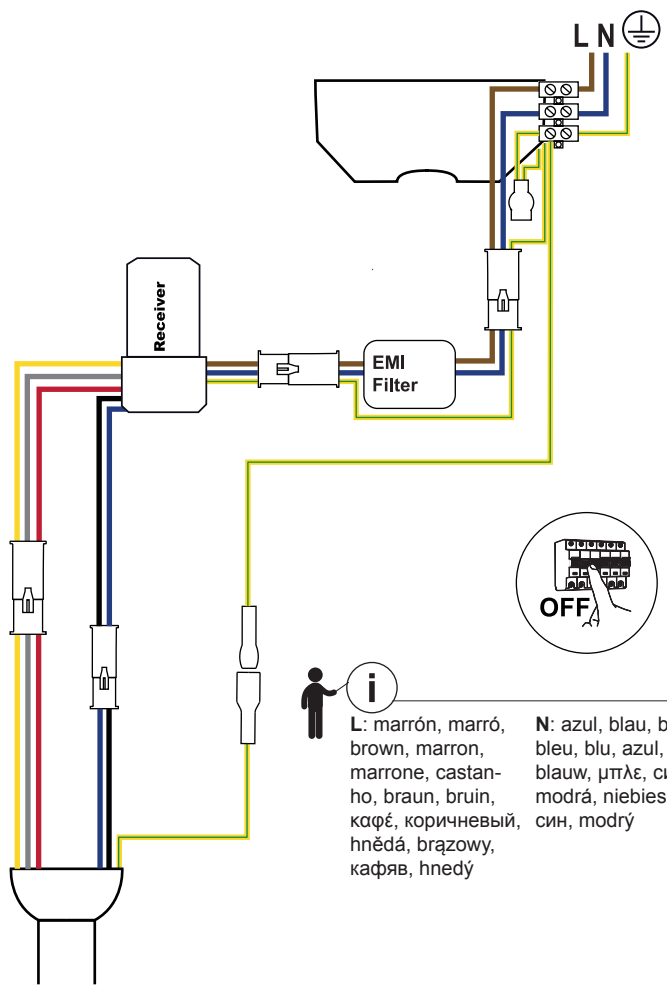 L N
Receiver
EMI
Filter
OFF
i
L: marrón, marró,
brown, marron,
marrone, castan-
ho, braun, bruin,
καφέ, коричневый,
hnědá, brązowy,
кафяв, hnedý
N: azul, blau,
bleu, blu, azul,
blauw, μπλε,
modrá,
син, modrý